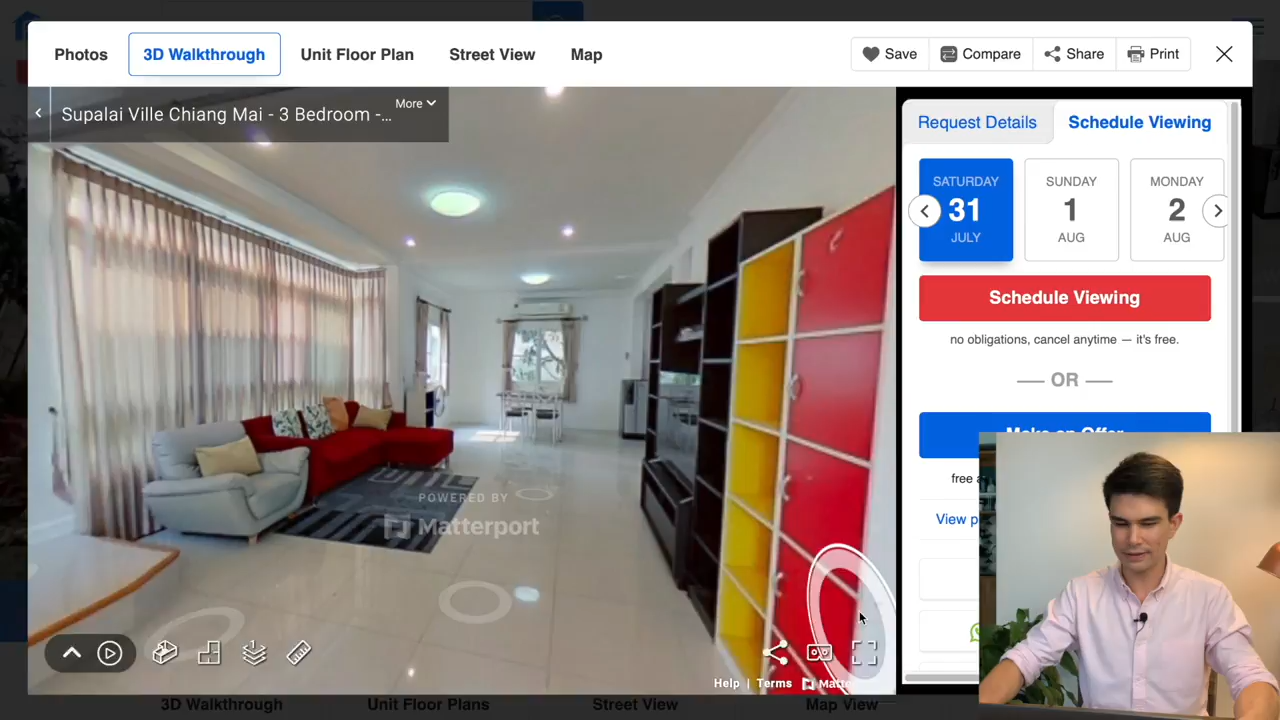 Photos
3D Walkthrough
Unit Floor Plan
Street View
Map
Save
Compare
Share
Print
Supalai Ville Chiang Mai - 3 Bedroom -...
More
Request Details
Schedule Viewing
SATURDAY
31
JULY
SUNDAY
1
AUG
MONDAY
2
AUG
Schedule Viewing
no obligations, cancel anytime — it's free.
OR
Make an Offer
free
View
POWERED BY
Matterport
Help | Terms
3D Walkthrough
Unit Floor Plans
Street View
Map View